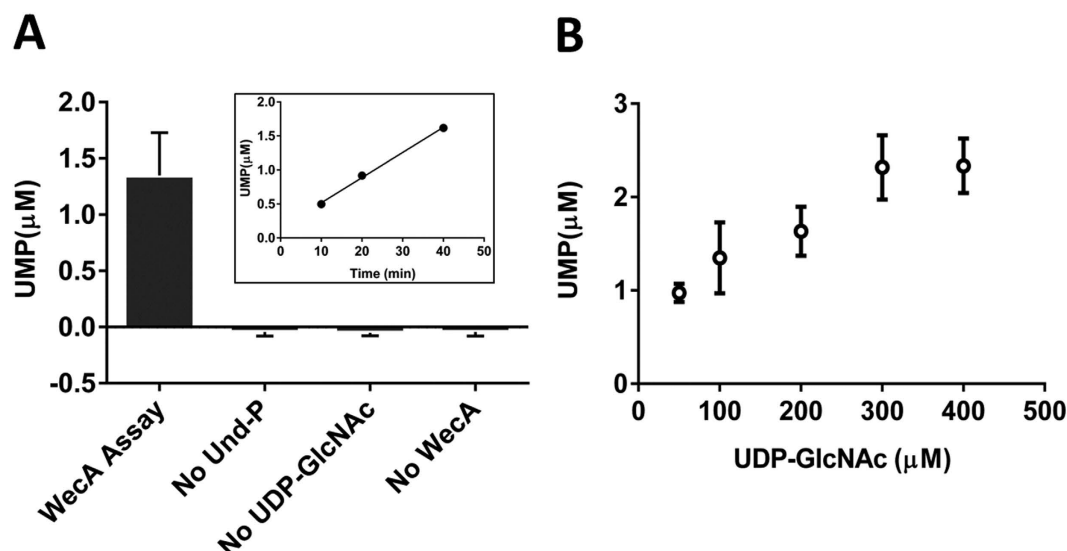 A
UMP(μM)
2.0
1.5
1.0
0.5
0.0
-0.5
WecA Assay
No Und-P
No UDP-GlcNAc
No WecA
UMP(μM)
2.0
1.5
1.0
0.5
0.0
0 10 20 30 40 50
Time (min)
B
UMP(μM)
3
2
1
0
0 100 200 300 400 500
UDP-GlcNAc (μM)